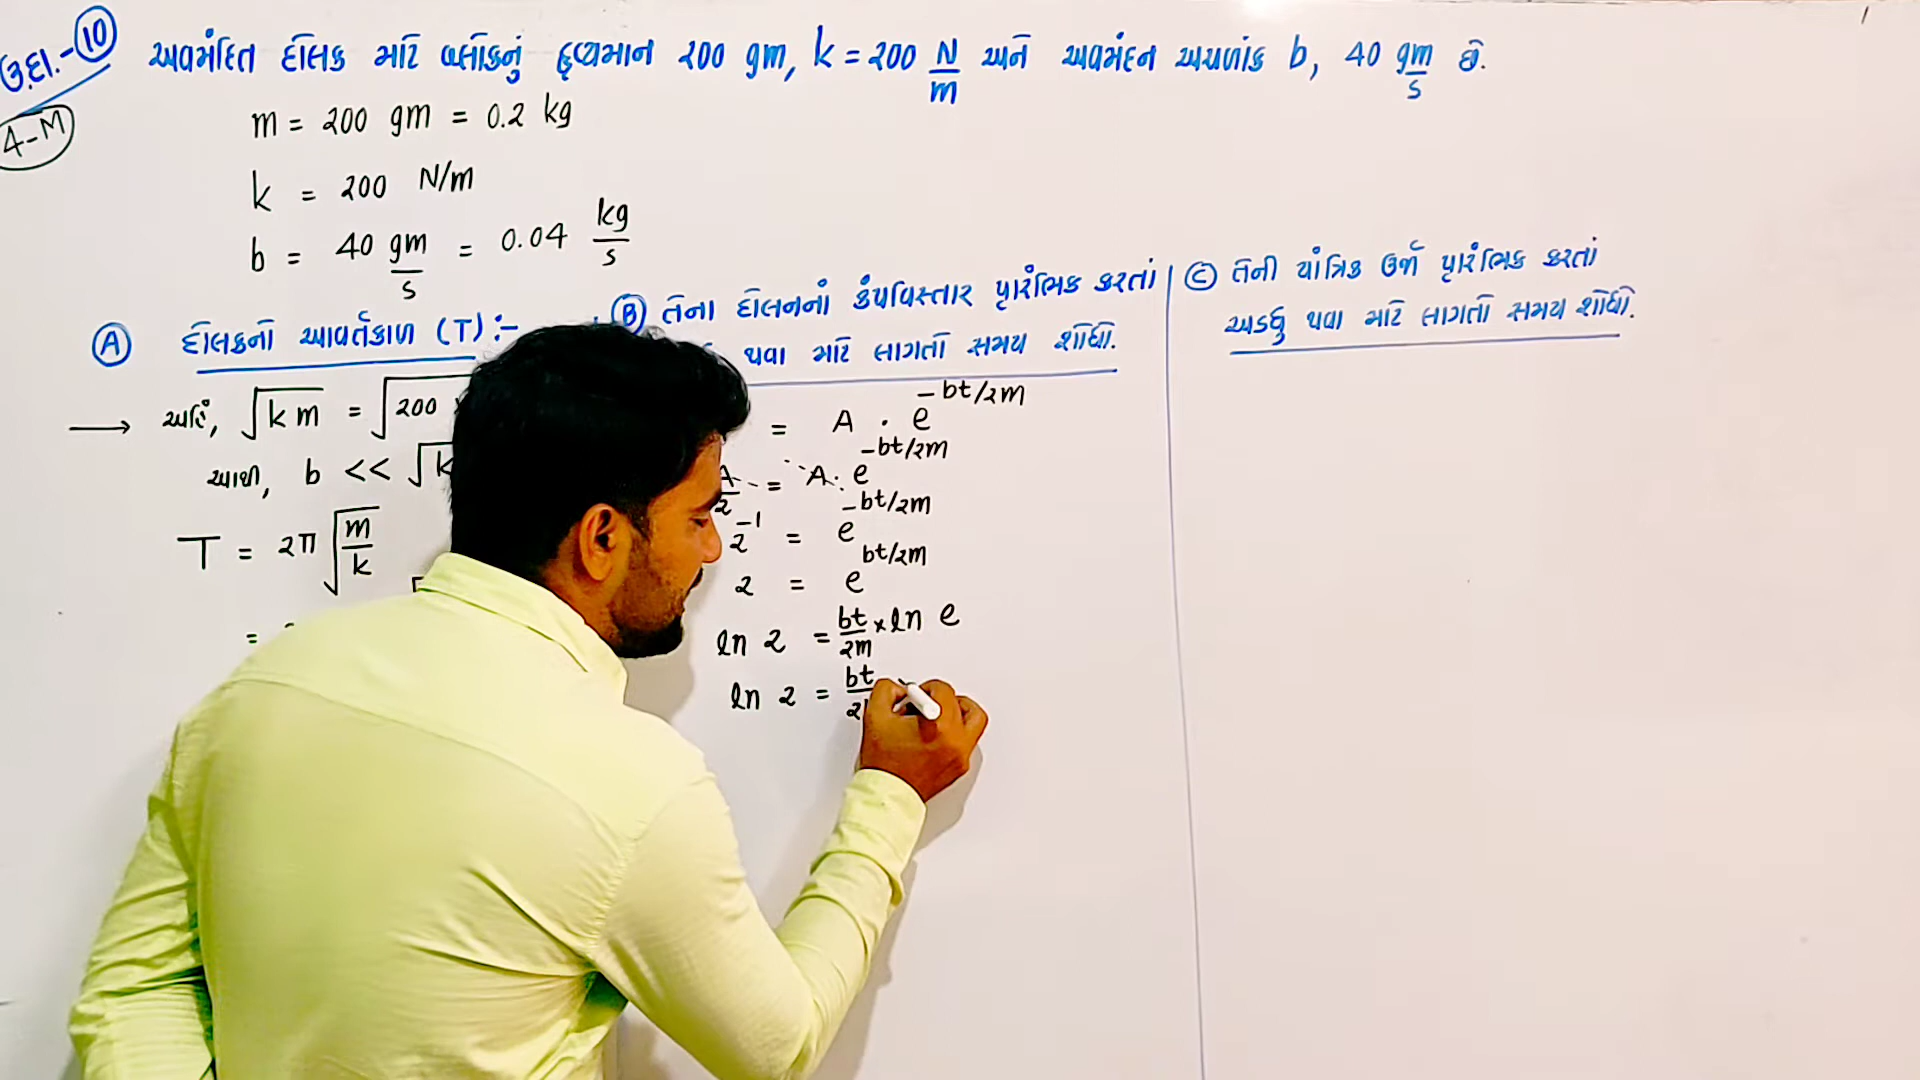 ઉદા.-10 અવમંદિત દોલક માટે બ્લોકનું દ્રવ્યમાન 200 gm, k = 200 N/m અને અવમંદન અચળાંક b, 40 gm/s છે.
4-M
m = 200 gm = 0.2 kg
k = 200 N/m
b = 40 gm/s = 0.04 kg/s
A દોલકનો આવર્તકાળ (T) :-
→ અહીં, √km = √200
આથી, b << √k
T = 2π √m/k
=
B તેના દોલનનાં કંપવિસ્તાર પ્રારંભિક કરતાં
થવા માટે લાગતો સમય શોધો.
= A . e^-bt/2m
A/2 = A . e^-bt/2m
2^-1 = e^-bt/2m
2 = e^bt/2m
ln 2 = bt/2m × ln e
ln 2 = bt/2
C તેની યાંત્રિક ઉર્જા પ્રારંભિક કરતાં
અડધુ થવા માટે લાગતો સમય શોધો.